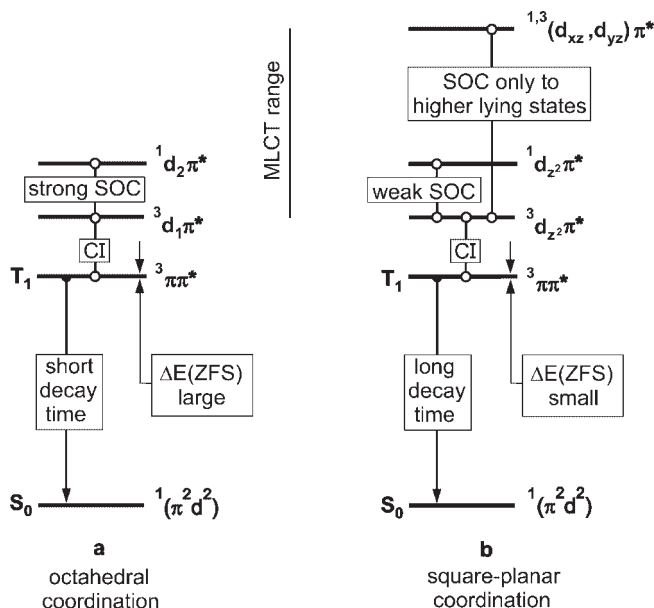 MLCT range
¹d₂π*
strong SOC
³d₁π*
CI
T₁
³ππ*
short
decay
time
ΔE(ZFS)
large
S₀
¹(π²d²)
a
octahedral
coordination
¹,³(dₓz,dyz)π*
SOC only to
higher lying states
¹dz²π*
weak SOC
³dz²π*
CI
T₁
³ππ*
long
decay
time
ΔE(ZFS)
small
S₀
¹(π²d²)
b
square-planar
coordination